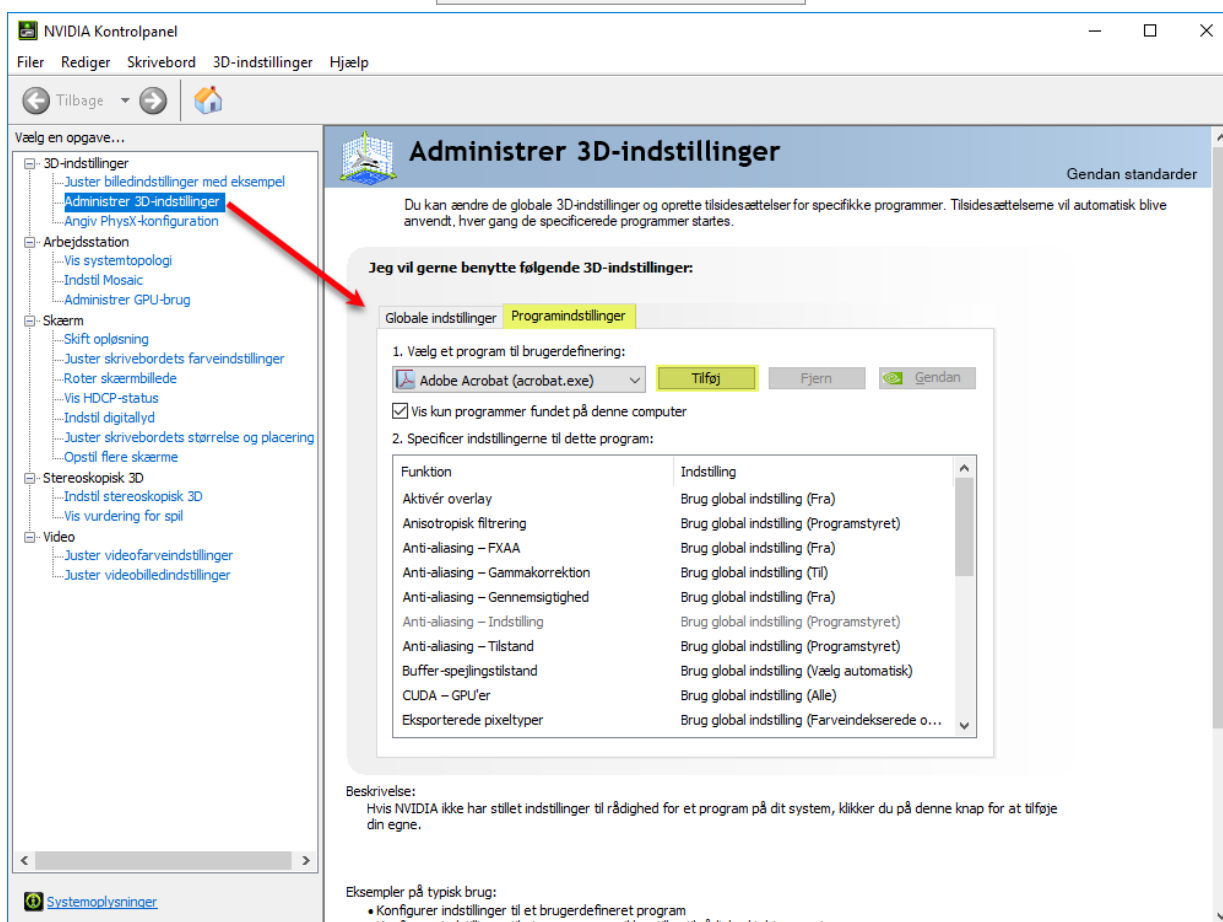 NVIDIA Kontrolpanel
Filer Rediger Skrivebord 3D-indstillinger Hjælp
Tilbage
Vælg en opgave...
3D-indstillinger
Juster billedindstillinger med eksempel
Administrer 3D-indstillinger
Angiv PhysX-konfiguration
Arbejdsstation
Vis systemtopologi
Indstil Mosaic
Administrer GPU-brug
Skærm
Skift opløsning
Juster skrivebordets farveindstillinger
Roter skærmbillede
Vis HDCP-status
Indstil digitallyd
Juster skrivebordets størrelse og placering
Opstil flere skærme
Stereoskopisk 3D
Indstil stereoskopisk 3D
Vis vurdering for spil
Video
Juster videofarveindstillinger
Juster videobilledindstillinger
Systemoplysninger
Administrer 3D-indstillinger
Gendan standarder
Du kan ændre de globale 3D-indstillinger og oprette tilsidesættelser for specifikke programmer. Tilsidesættelserne vil automatisk blive
anvendt, hver gang de specificerede programmer startes.
Jeg vil gerne benytte følgende 3D-indstillinger:
Globale indstillinger Programindstillinger
1. Vælg et program til brugerdefinering:
Adobe Acrobat (acrobat.exe) Tilføj Fjern Gendan
Vis kun programmer fundet på denne computer
2. Specificer indstillingerne til dette program:
Funktion Indstilling
Aktivér overlay Brug global indstilling (Fra)
Anisotropisk filtrering Brug global indstilling (Programstyret)
Anti-aliasing – FXAA Brug global indstilling (Fra)
Anti-aliasing – Gammakorrektion Brug global indstilling (Til)
Anti-aliasing – Gennemsigtighed Brug global indstilling (Fra)
Anti-aliasing – Indstilling Brug global indstilling (Programstyret)
Anti-aliasing – Tilstand Brug global indstilling (Programstyret)
Buffer-spejlingstilstand Brug global indstilling (Vælg automatisk)
CUDA – GPU'er Brug global indstilling (Alle)
Eksporterede pixeltyper Brug global indstilling (Farveindekserede o...
Beskrivelse:
Hvis NVIDIA ikke har stillet indstillinger til rådighed for et program på dit system, klikker du på denne knap for at tilføje
din egne.
Eksempler på typisk brug:
• Konfigurer indstillinger til et brugerdefineret program